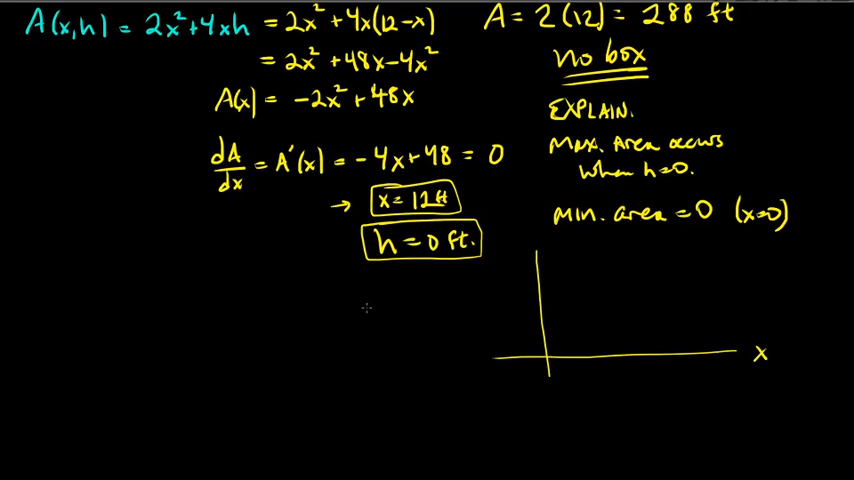 A(x,h) = 2x²+4xh = 2x²+4x(12-x)
= 2x² +48x-4x²
A(x) = -2x² +48x
dA/dx = A'(x) = -4x+48 = 0
→ x = 12 ft
h = 0 ft.
A = 2(12) = 288 ft
no box
EXPLAIN.
Max. Area occurs
when h=0.
min. area = 0 (x=0)
x